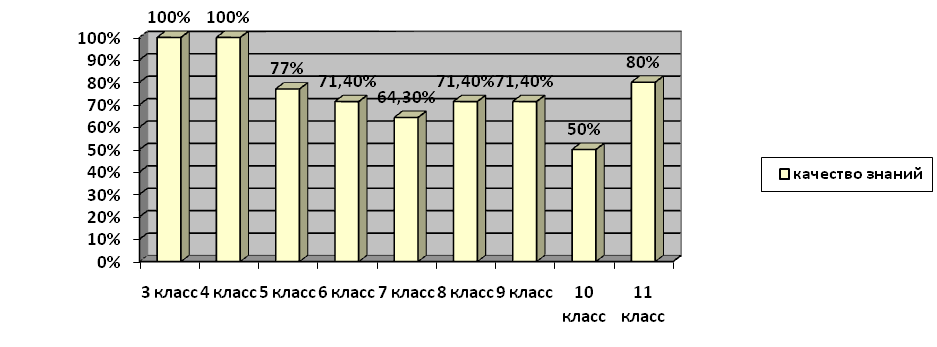 100%
100%
77%
71,40%
64,30%
71,40%
71,40%
50%
80%
100%
90%
80%
70%
60%
50%
40%
30%
20%
10%
0%
3 класс
4 класс
5 класс
6 класс
7 класс
8 класс
9 класс
10
класс
11
класс
качество знаний